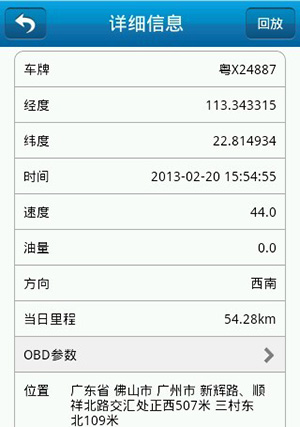 详细信息 回放
车牌 粤X24887
经度 113.343315
纬度 22.814934
时间 2013-02-20 15:54:55
速度 44.0
油量 0.0
方向 西南
当日里程 54.28km
OBD参数
位置 广东省 佛山市 广州市 新辉路、顺
祥北路交汇处正西507米 三村东
北109米